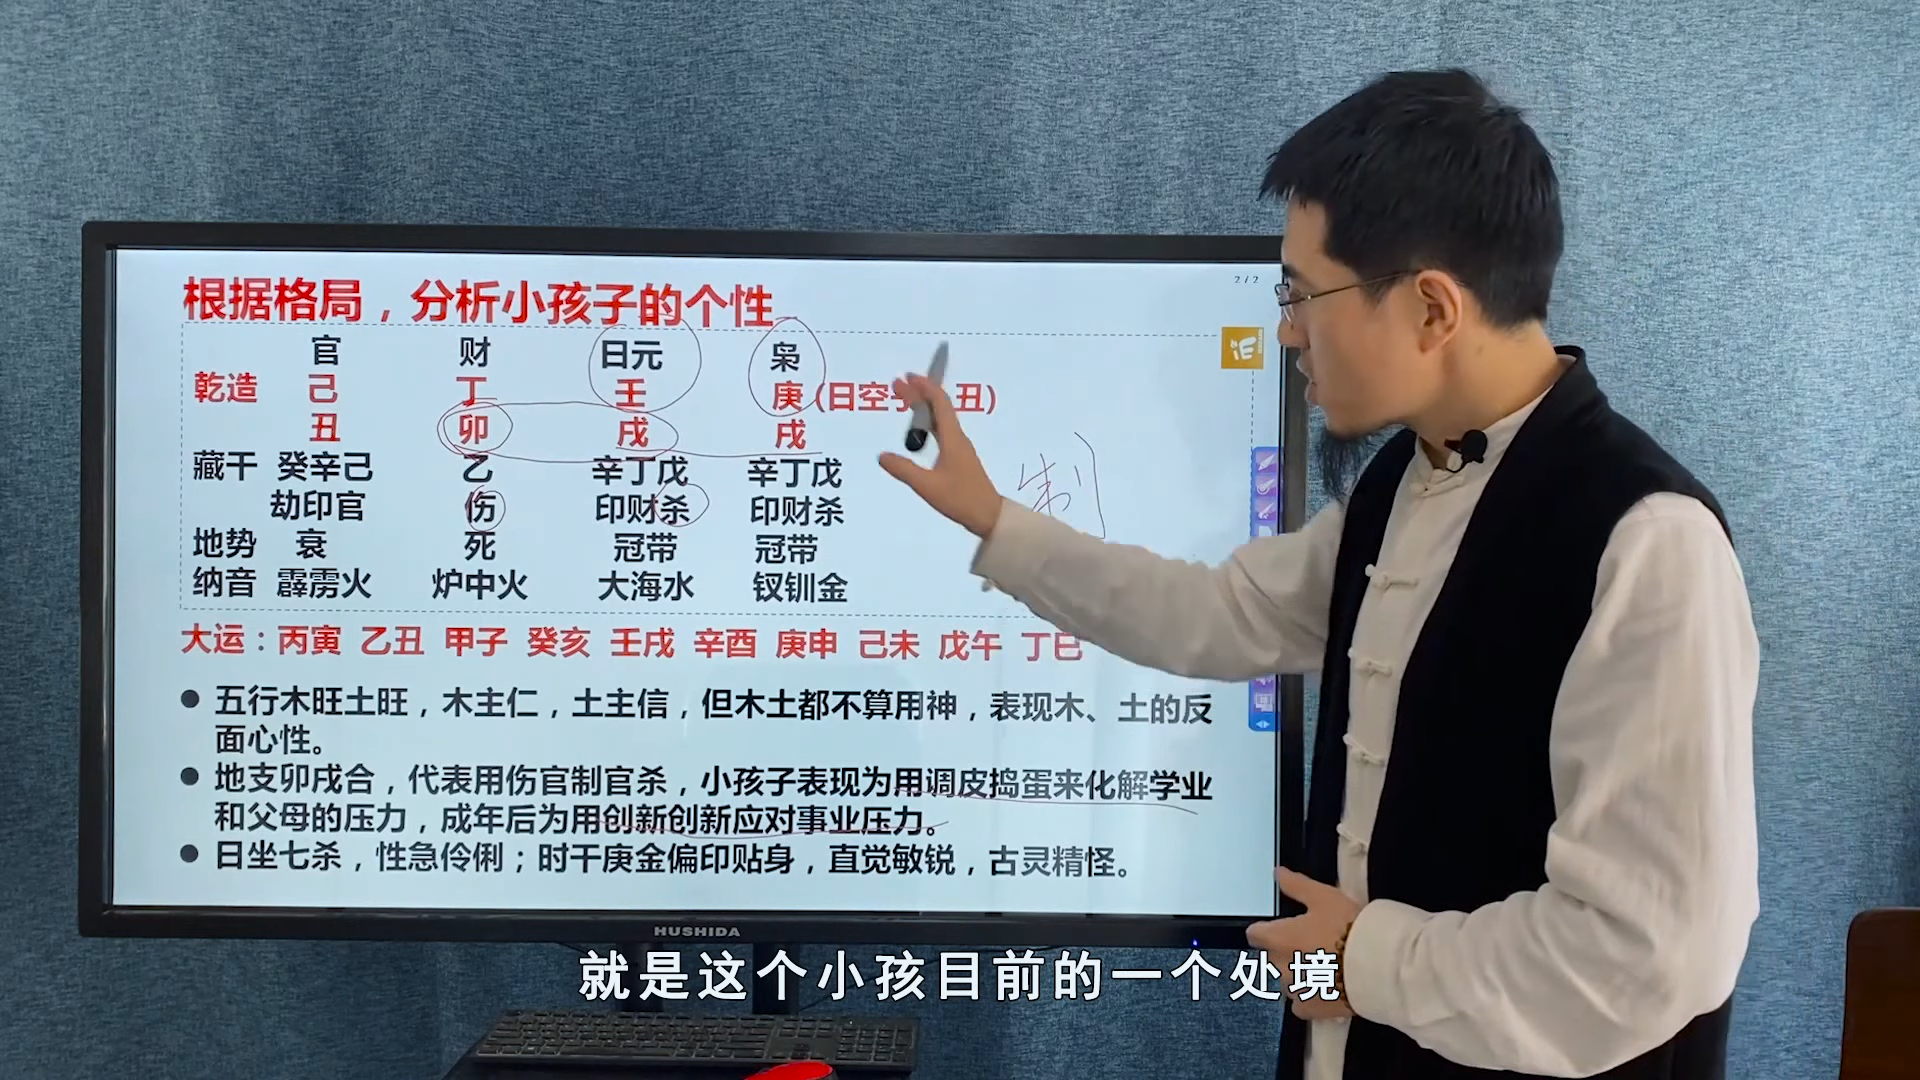 2/2
根据格局，分析小孩子的个性
官 财 日元 枭
乾造 己 丁 壬 庚 (日空 丑)
丑 卯 戌 戌
藏干 癸辛己 乙 辛丁戊 辛丁戊
劫印官 伤 印财杀 印财杀
制
地势 衰 死 冠带 冠带
纳音 霹雳火 炉中火 大海水 钗钏金
大运：丙寅 乙丑 甲子 癸亥 壬戌 辛酉 庚申 己未 戊午 丁巳
● 五行木旺土旺，木主仁，土主信，但木土都不算用神，表现木、土的反
面心性。
● 地支卯戌合，代表用伤官制官杀，小孩子表现为用调皮捣蛋来化解学业
和父母的压力，成年后为用创新创新应对事业压力。
● 日坐七杀，性急伶俐；时干庚金偏印贴身，直觉敏锐，古灵精怪。
HUSHIDA
就是这个小孩目前的一个处境